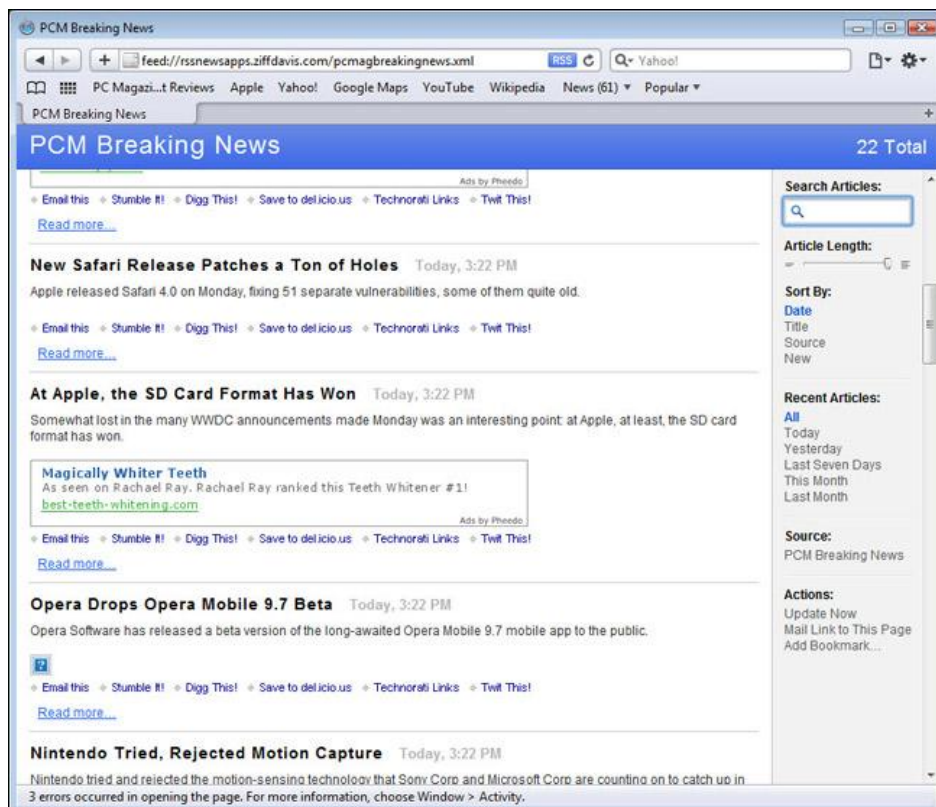 PCM Breaking News
feed://rssnewsapps.ziffdavis.com/pcmagbreakingnews.xml RSS Yahoo!
PC Magazi...t Reviews Apple Yahoo! Google Maps YouTube Wikipedia News (61) Popular
PCM Breaking News
PCM Breaking News 22 Total
Ads by Pheedo
Email this Stumble It! Digg This! Save to del.icio.us Technorati Links Twit This!
Read more...
New Safari Release Patches a Ton of Holes Today, 3:22 PM
Apple released Safari 4.0 on Monday, fixing 51 separate vulnerabilities, some of them quite old.
Email this Stumble It! Digg This! Save to del.icio.us Technorati Links Twit This!
Read more...
At Apple, the SD Card Format Has Won Today, 3:22 PM
Somewhat lost in the many WWDC announcements made Monday was an interesting point: at Apple, at least, the SD card
format has won.
Magically Whiter Teeth
As seen on Rachael Ray. Rachael Ray ranked this Teeth Whitener #1!
best-teeth-whitening.com
Ads by Pheedo
Email this Stumble It! Digg This! Save to del.icio.us Technorati Links Twit This!
Read more...
Opera Drops Opera Mobile 9.7 Beta Today, 3:22 PM
Opera Software has released a beta version of the long-awaited Opera Mobile 9.7 mobile app to the public.
?
Email this Stumble It! Digg This! Save to del.icio.us Technorati Links Twit This!
Read more...
Nintendo Tried, Rejected Motion Capture Today, 3:22 PM
Nintendo tried and rejected the motion-sensing technology that Sony Corp and Microsoft Corp are counting on to catch up in
Search Articles:
Article Length:
Sort By:
Date
Title
Source
New
Recent Articles:
All
Today
Yesterday
Last Seven Days
This Month
Last Month
Source:
PCM Breaking News
Actions:
Update Now
Mail Link to This Page
Add Bookmark...
3 errors occurred in opening the page. For more information, choose Window > Activity.